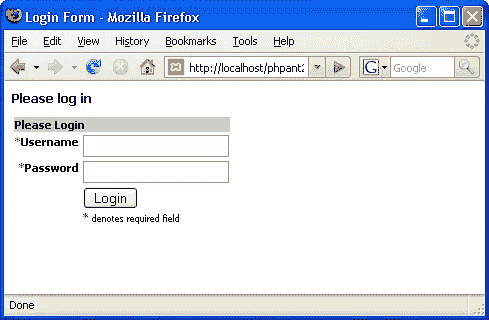 Login Form - Mozilla Firefox
File Edit View History Bookmarks Tools Help
http://localhost/phpant2 G Google
Please log in
Please Login
*Username
*Password
Login
* denotes required field
Done